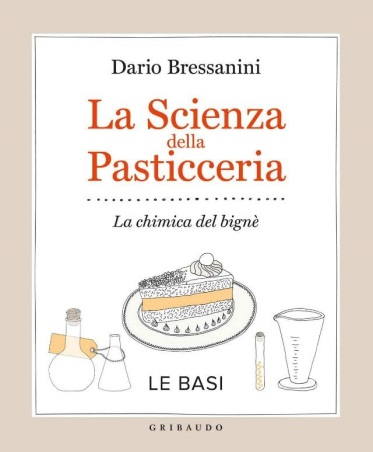 Dario Bressanini
La Scienza
della
Pasticceria
La chimica del bignè
LE BASI
GRIBAUDO